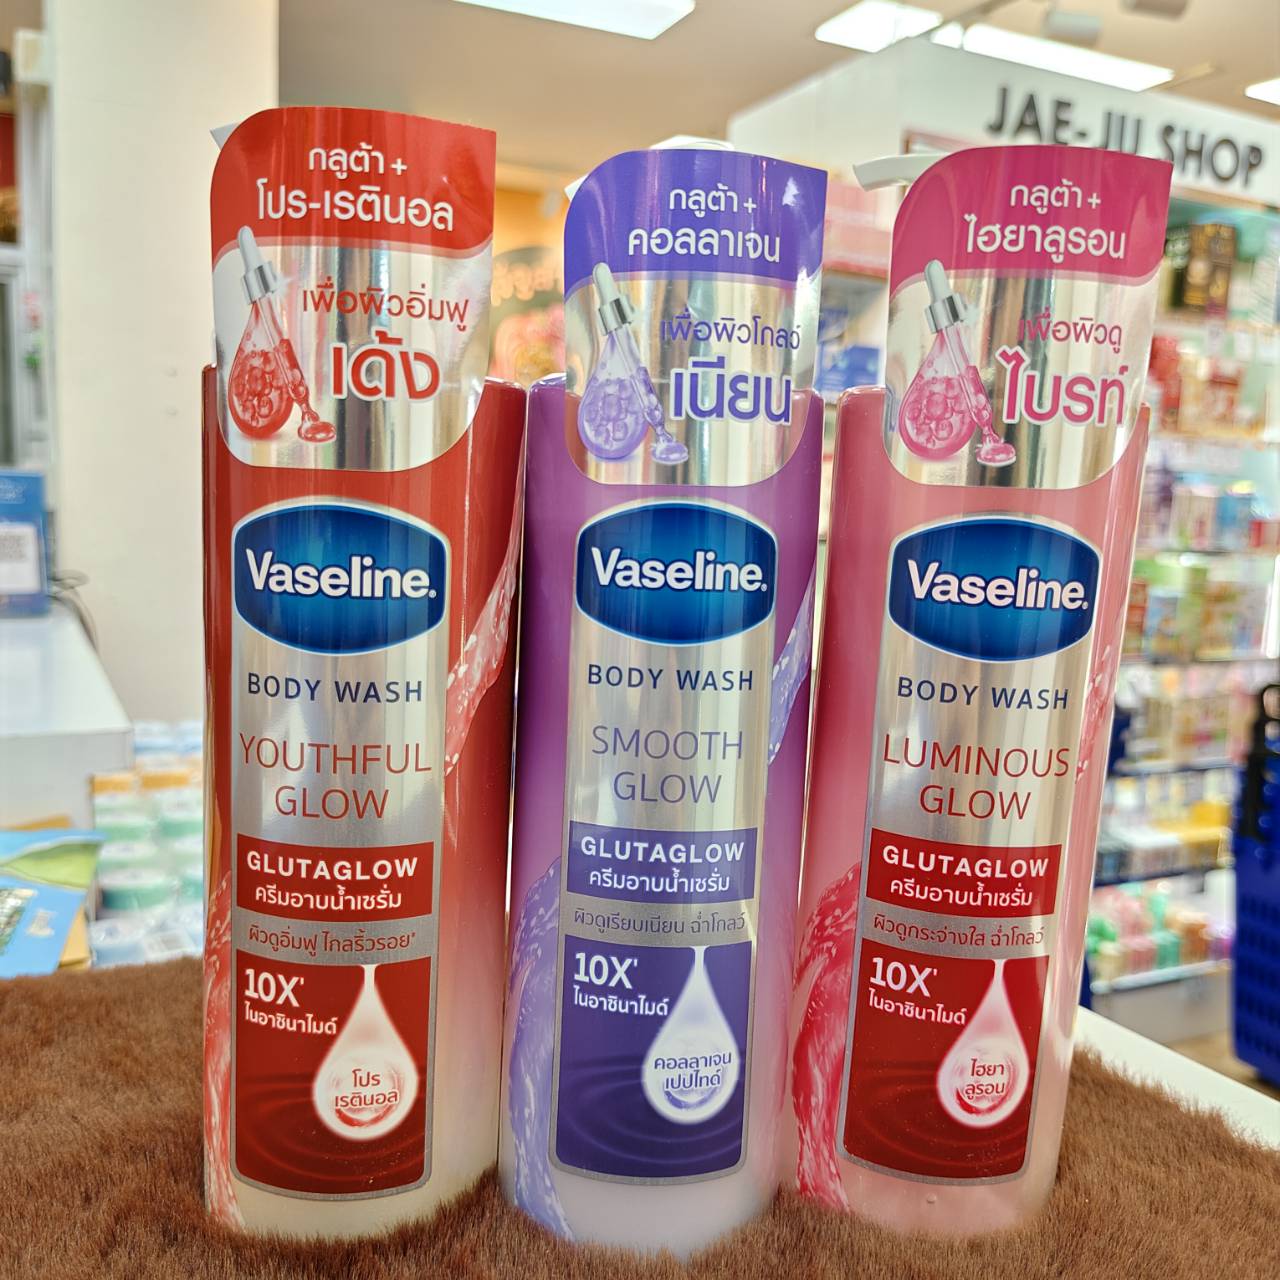 JAE-JU SHOP
กลูต้า +
โปร-เรตินอล
เพื่อผิวอิ่มฟู
เด้ง
Vaseline.
BODY WASH
YOUTHFUL
GLOW
GLUTAGLOW
ครีมอาบน้ำเซรั่ม
ผิวดูอิ่มฟู ไกลริ้วรอย*
10X'
ไนอาซินาไมด์
โปร
เรตินอล
กลูต้า +
คอลลาเจน
เพื่อผิวโกลว์
เนียน
Vaseline.
BODY WASH
SMOOTH
GLOW
GLUTAGLOW
ครีมอาบน้ำเซรั่ม
ผิวดูเรียบเนียน ฉ่ำโกลว์
10X'
ไนอาซินาไมด์
คอลลาเจน
เปปไทด์
กลูต้า +
ไฮยาลูรอน
เพื่อผิวดู
ไบรท์
Vaseline.
BODY WASH
LUMINOUS
GLOW
GLUTAGLOW
ครีมอาบน้ำเซรั่ม
ผิวดูกระจ่างใส ฉ่ำโกลว์
10X'
ไนอาซินาไมด์
ไฮยา
ลูรอน